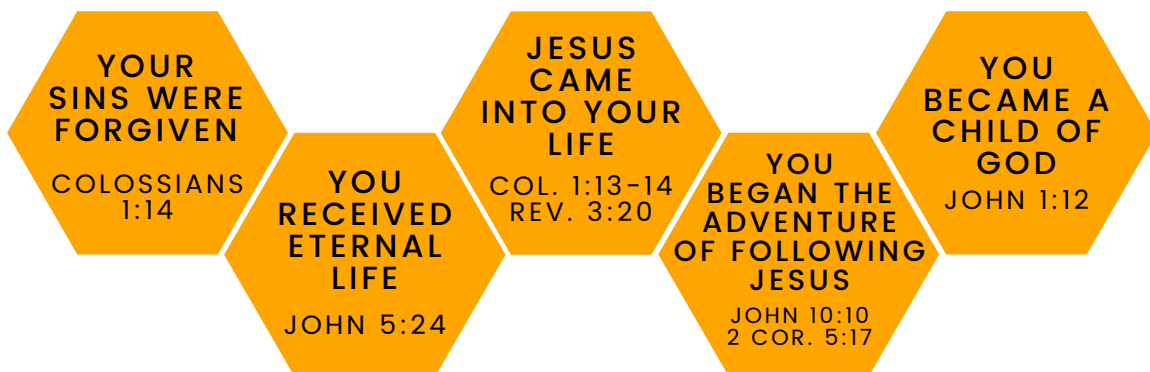 YOUR
SINS WERE
FORGIVEN
COLOSSIANS
1:14
YOU
RECEIVED
ETERNAL
LIFE
JOHN 5:24
JESUS
CAME
INTO YOUR
LIFE
COL. 1:13-14
REV. 3:20
YOU
BEGAN THE
ADVENTURE
OF FOLLOWING
JESUS
JOHN 10:10
2 COR. 5:17
YOU
BECAME A
CHILD OF
GOD
JOHN 1:12